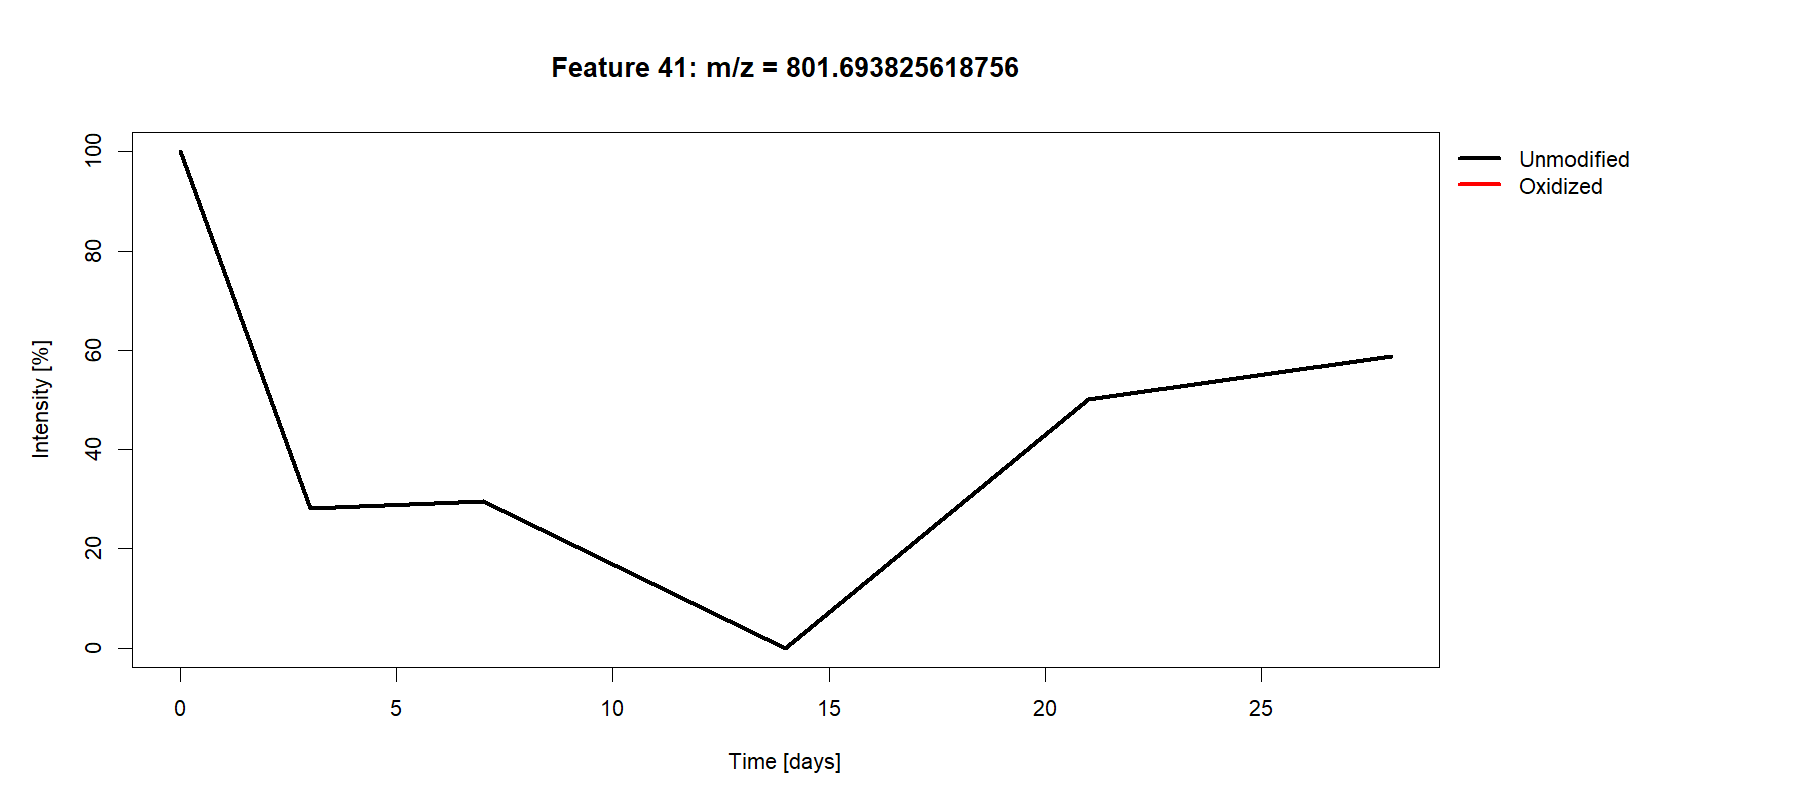 Feature 41: m/z = 801.693825618756
Unmodified
Oxidized
Intensity [%]
100
80
60
40
20
0
0 5 10 15 20 25
Time [days]